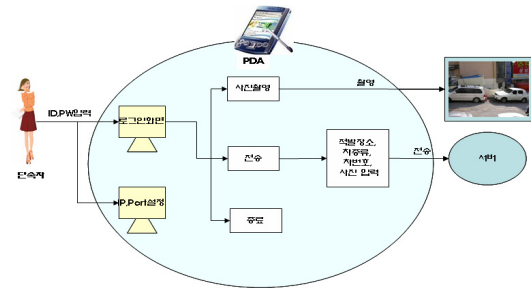 PDA
사진촬영
촬영
ID,PW입력
로그인화면
단속자
전송
적발장소,
차종류,
차번호,
사진 입력
전송
서버
IP,Port설정
종료